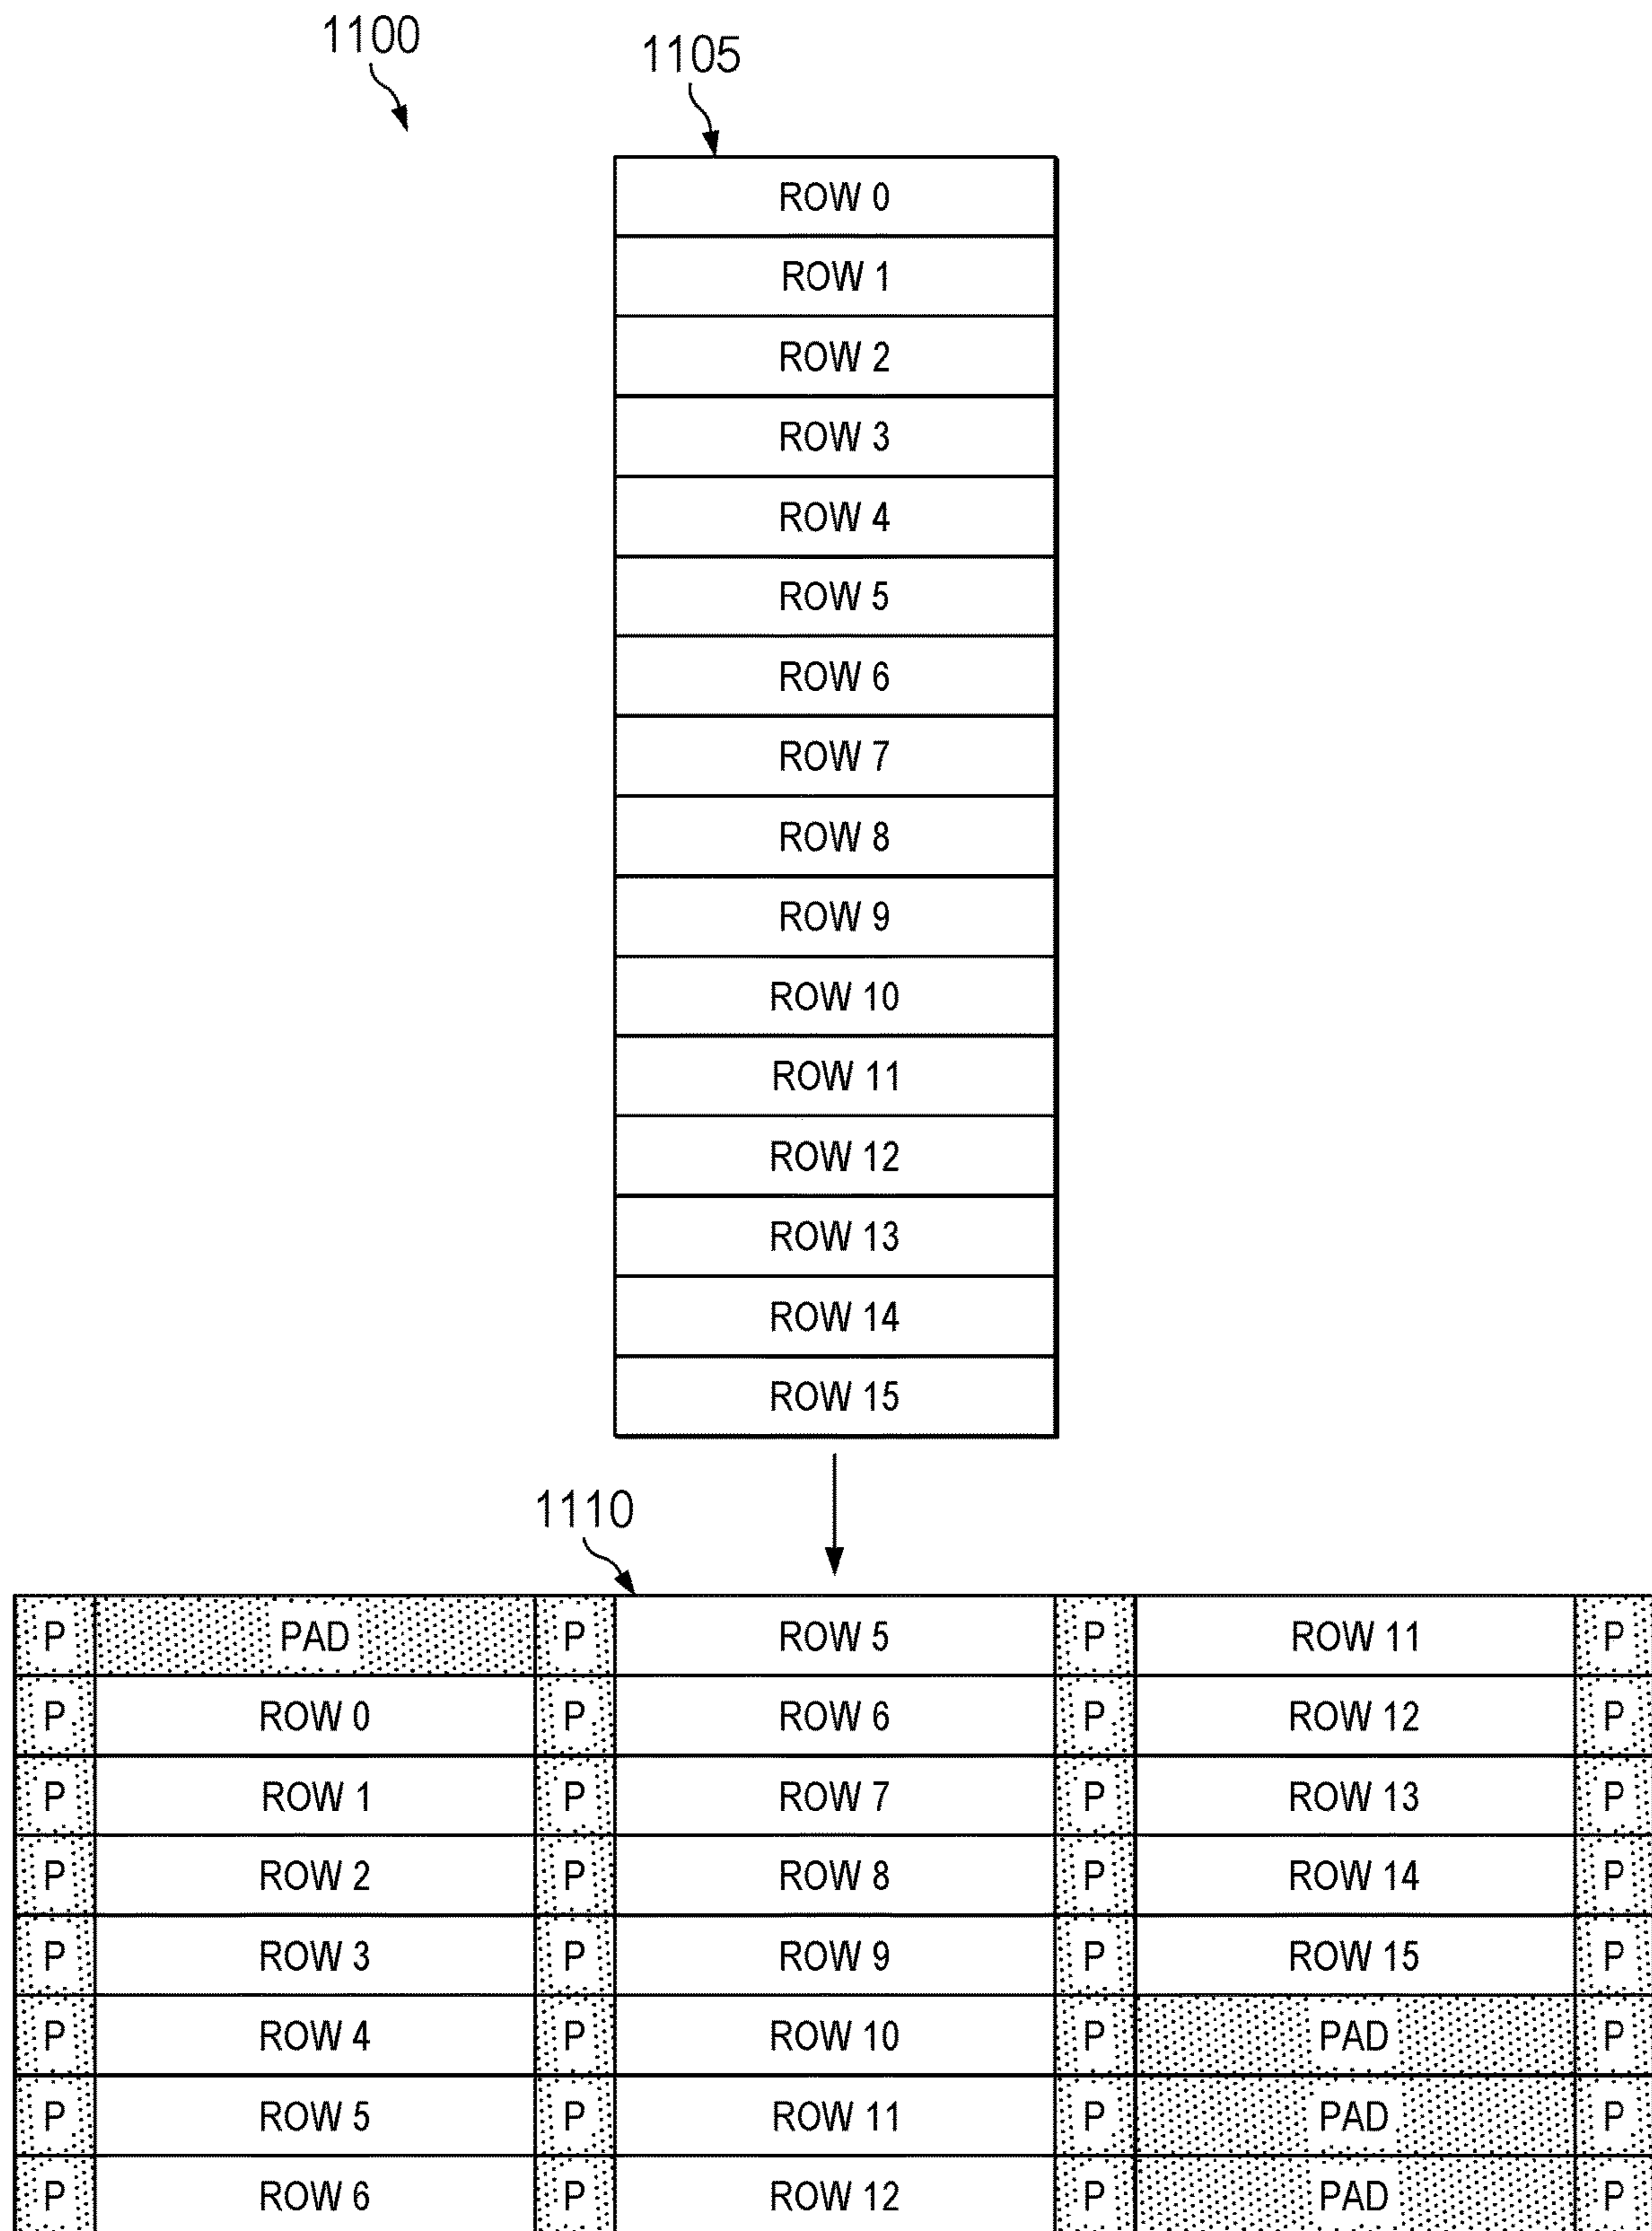 1100
1105
ROW 0
ROW 1
ROW 2
ROW 3
ROW 4
ROW 5
ROW 6
ROW 7
ROW 8
ROW 9
ROW 10
ROW 11
ROW 12
ROW 13
ROW 14
ROW 15
1110
P PAD P ROW 5 P ROW 11 P
P ROW 0 P ROW 6 P ROW 12 P
P ROW 1 P ROW 7 P ROW 13 P
P ROW 2 P ROW 8 P ROW 14 P
P ROW 3 P ROW 9 P ROW 15 P
P ROW 4 P ROW 10 P PAD P
P ROW 5 P ROW 11 P PAD P
P ROW 6 P ROW 12 P PAD P